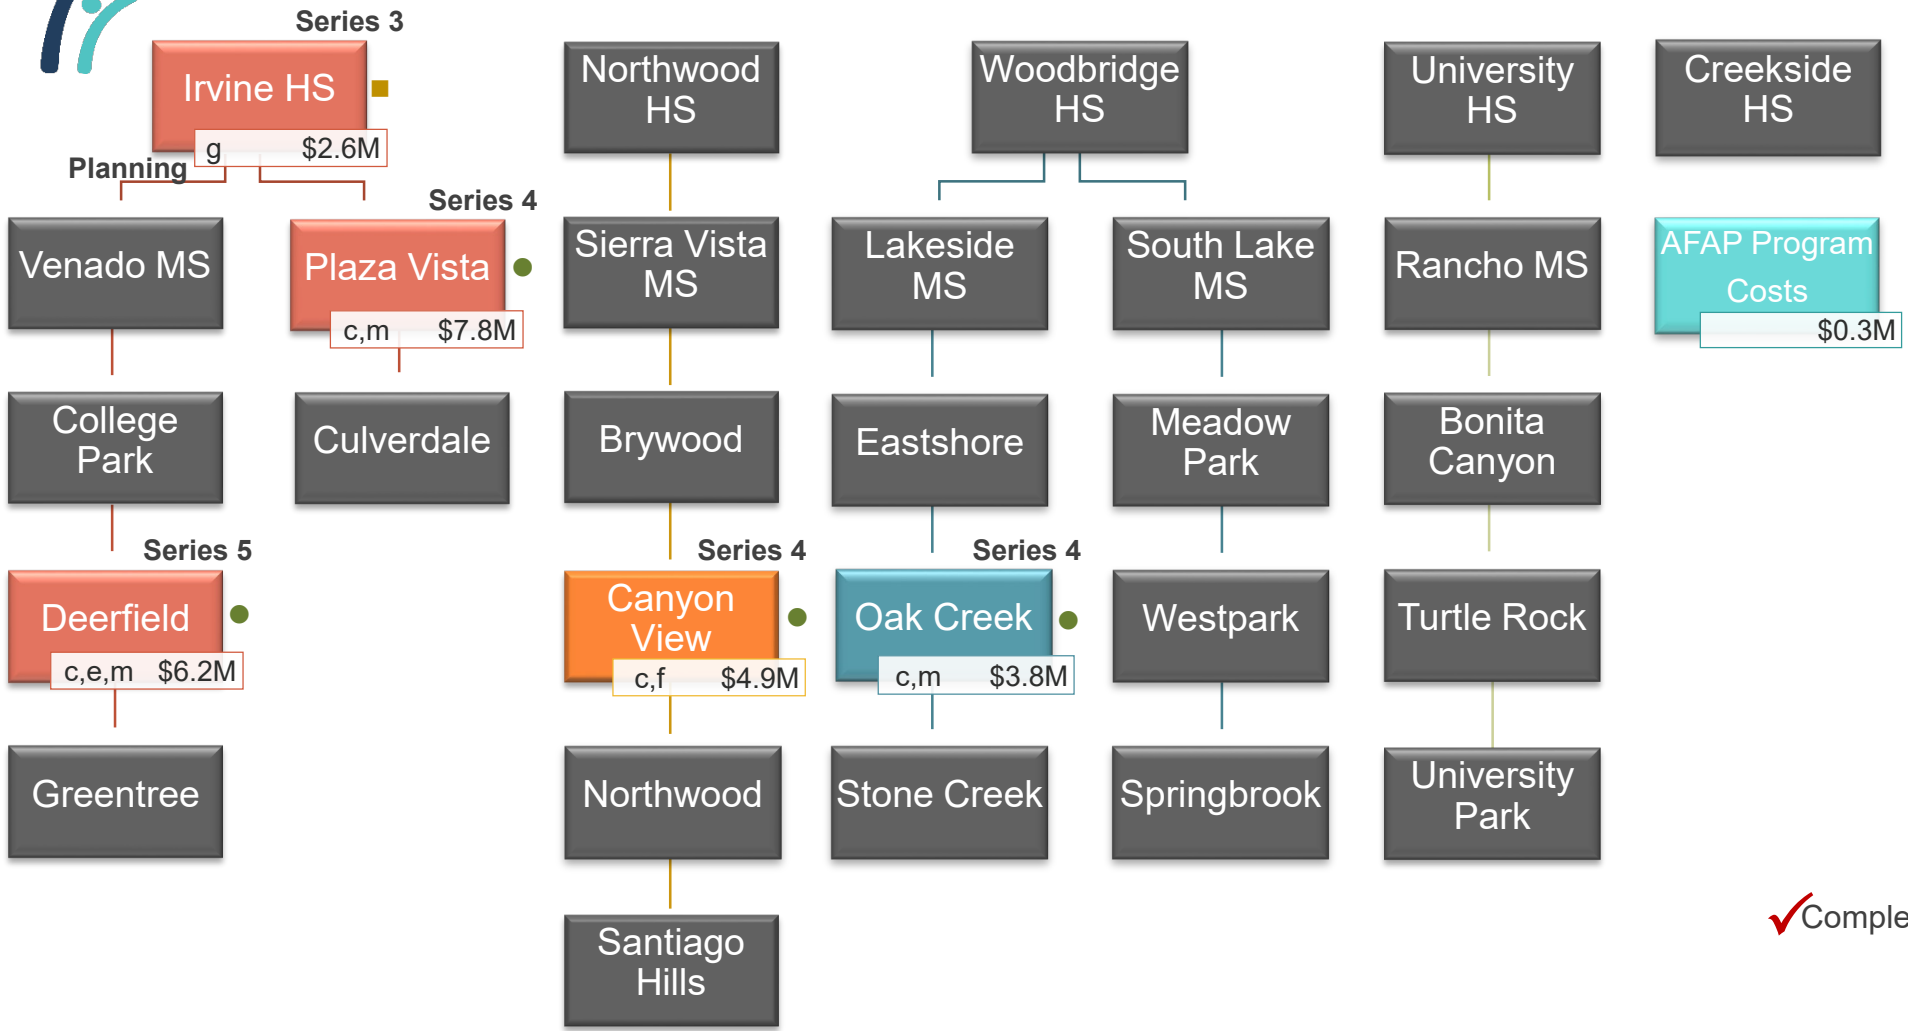 Series 3
Irvine HS
g $2.6M
Planning
Northwood
HS
Woodbridge
HS
University
HS
Creekside
HS
Venado MS
Series 4
Plaza Vista
c,m $7.8M
Sierra Vista
MS
Lakeside
MS
South Lake
MS
Rancho MS
AFAP Program
Costs
$0.3M
College
Park
Culverdale
Brywood
Eastshore
Meadow
Park
Bonita
Canyon
Series 5
Deerfield
c,e,m $6.2M
Series 4
Canyon
View
c,f $4.9M
Series 4
Oak Creek
c,m $3.8M
Westpark
Turtle Rock
Greentree
Northwood
Stone Creek
Springbrook
University
Park
Santiago
Hills
Comple